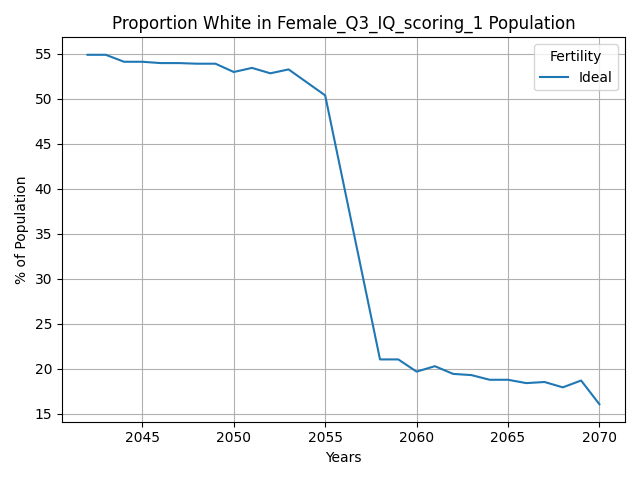 Proportion White in Female_Q3_IQ_scoring_1 Population
Fertility
Ideal
% of Population
55
50
45
40
35
30
25
20
15
2045 2050 2055 2060 2065 2070
Years